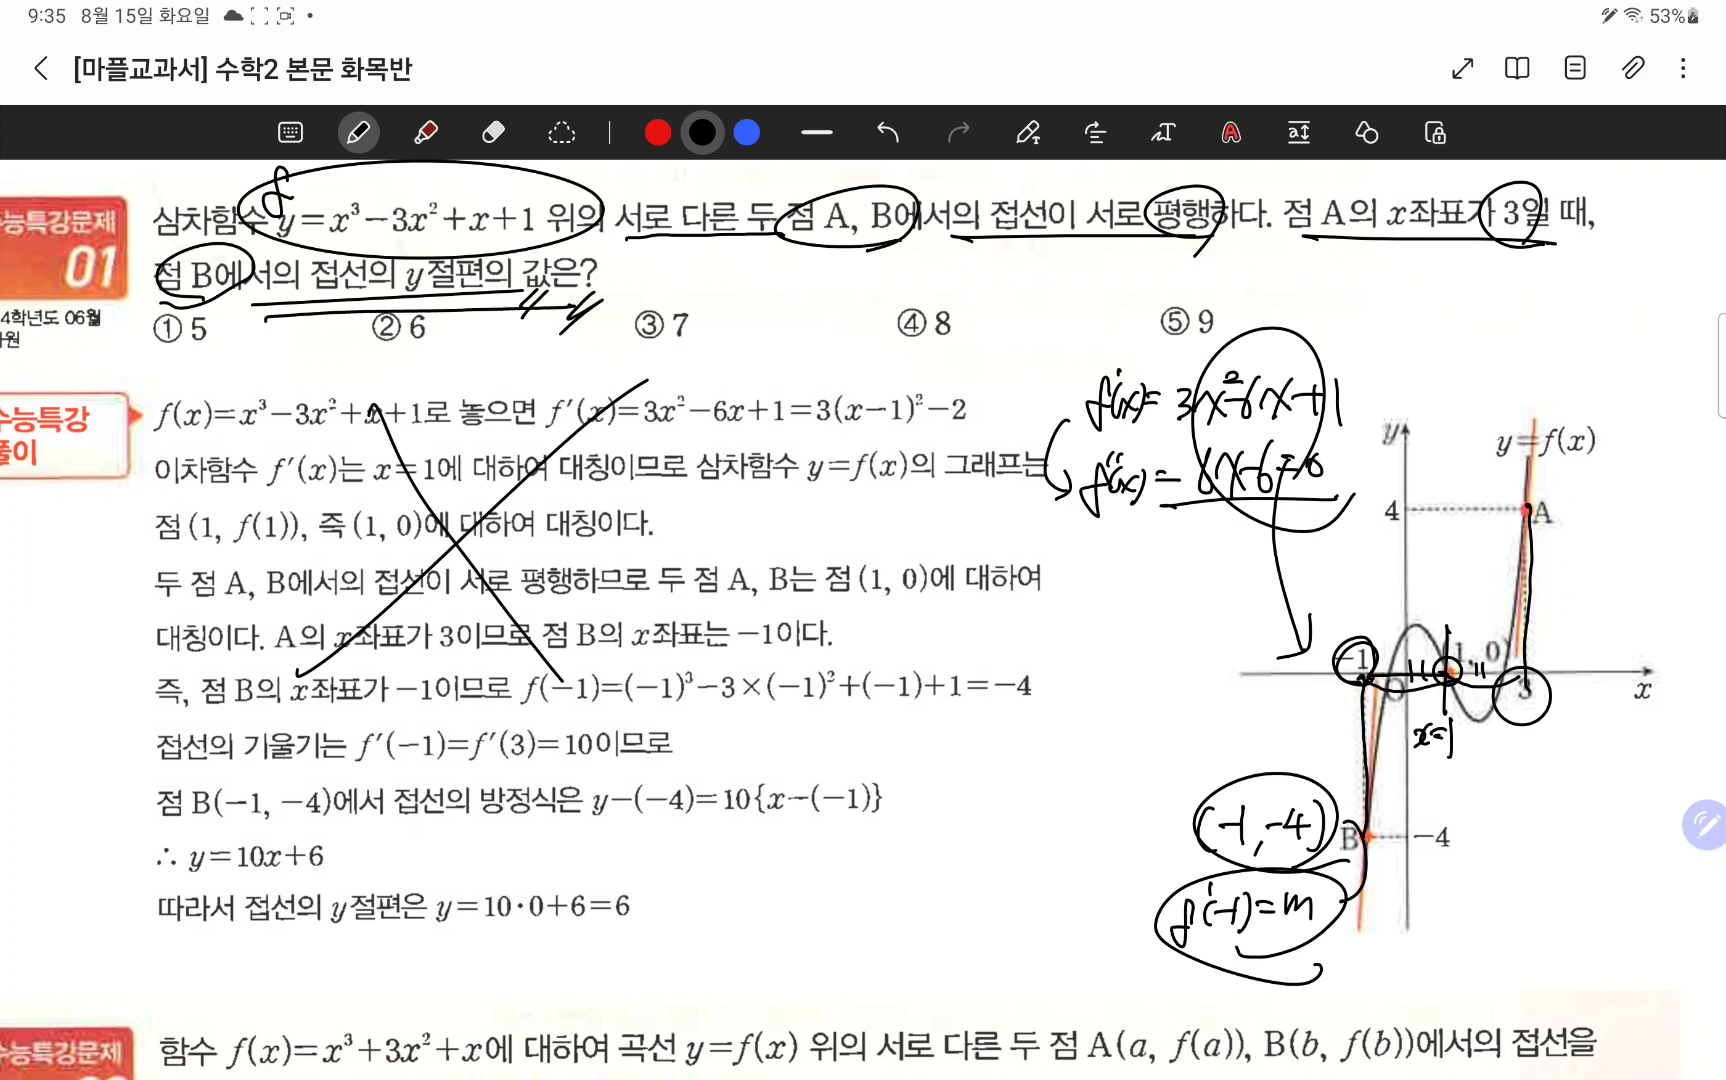 9:35 8월 15일 화요일
53%
[마플교과서] 수학2 본문 화목반
능특강문제
01
4학년도 06월
원
삼차함수 y=x³-3x²+x+1 위의 서로 다른 두 점 A, B에서의 접선이 서로 평행하다. 점 A의 x좌표가 3일 때,
점 B에서의 접선의 y절편의 값은?
① 5 ② 6 ③ 7 ④ 8 ⑤ 9
f
수능특강
풀이
f(x)=x³-3x²+x+1로 놓으면 f′(x)=3x²-6x+1=3(x-1)²-2
이차함수 f′(x)는 x=1에 대하여 대칭이므로 삼차함수 y=f(x)의 그래프는
점 (1, f(1)), 즉 (1, 0)에 대하여 대칭이다.
두 점 A, B에서의 접선이 서로 평행하므로 두 점 A, B는 점 (1, 0)에 대하여
대칭이다. A의 x좌표가 3이므로 점 B의 x좌표는 -1이다.
즉, 점 B의 x좌표가 -1이므로 f(-1)=(-1)³-3×(-1)²+(-1)+1=-4
접선의 기울기는 f′(-1)=f′(3)=10이므로
점 B(-1, -4)에서 접선의 방정식은 y-(-4)=10{x-(-1)}
∴ y=10x+6
따라서 접선의 y절편은 y=10·0+6=6
f′(x)= 3x²-6x+1
f″(x)= 6x-6=0
y
y=f(x)
4
A
-1
(1, 0)
O
3
x
x=1
(-1, -4)
B
-4
f′(-1)=m
수능특강문제
함수 f(x)=x³+3x²+x에 대하여 곡선 y=f(x) 위의 서로 다른 두 점 A(a, f(a)), B(b, f(b))에서의 접선을